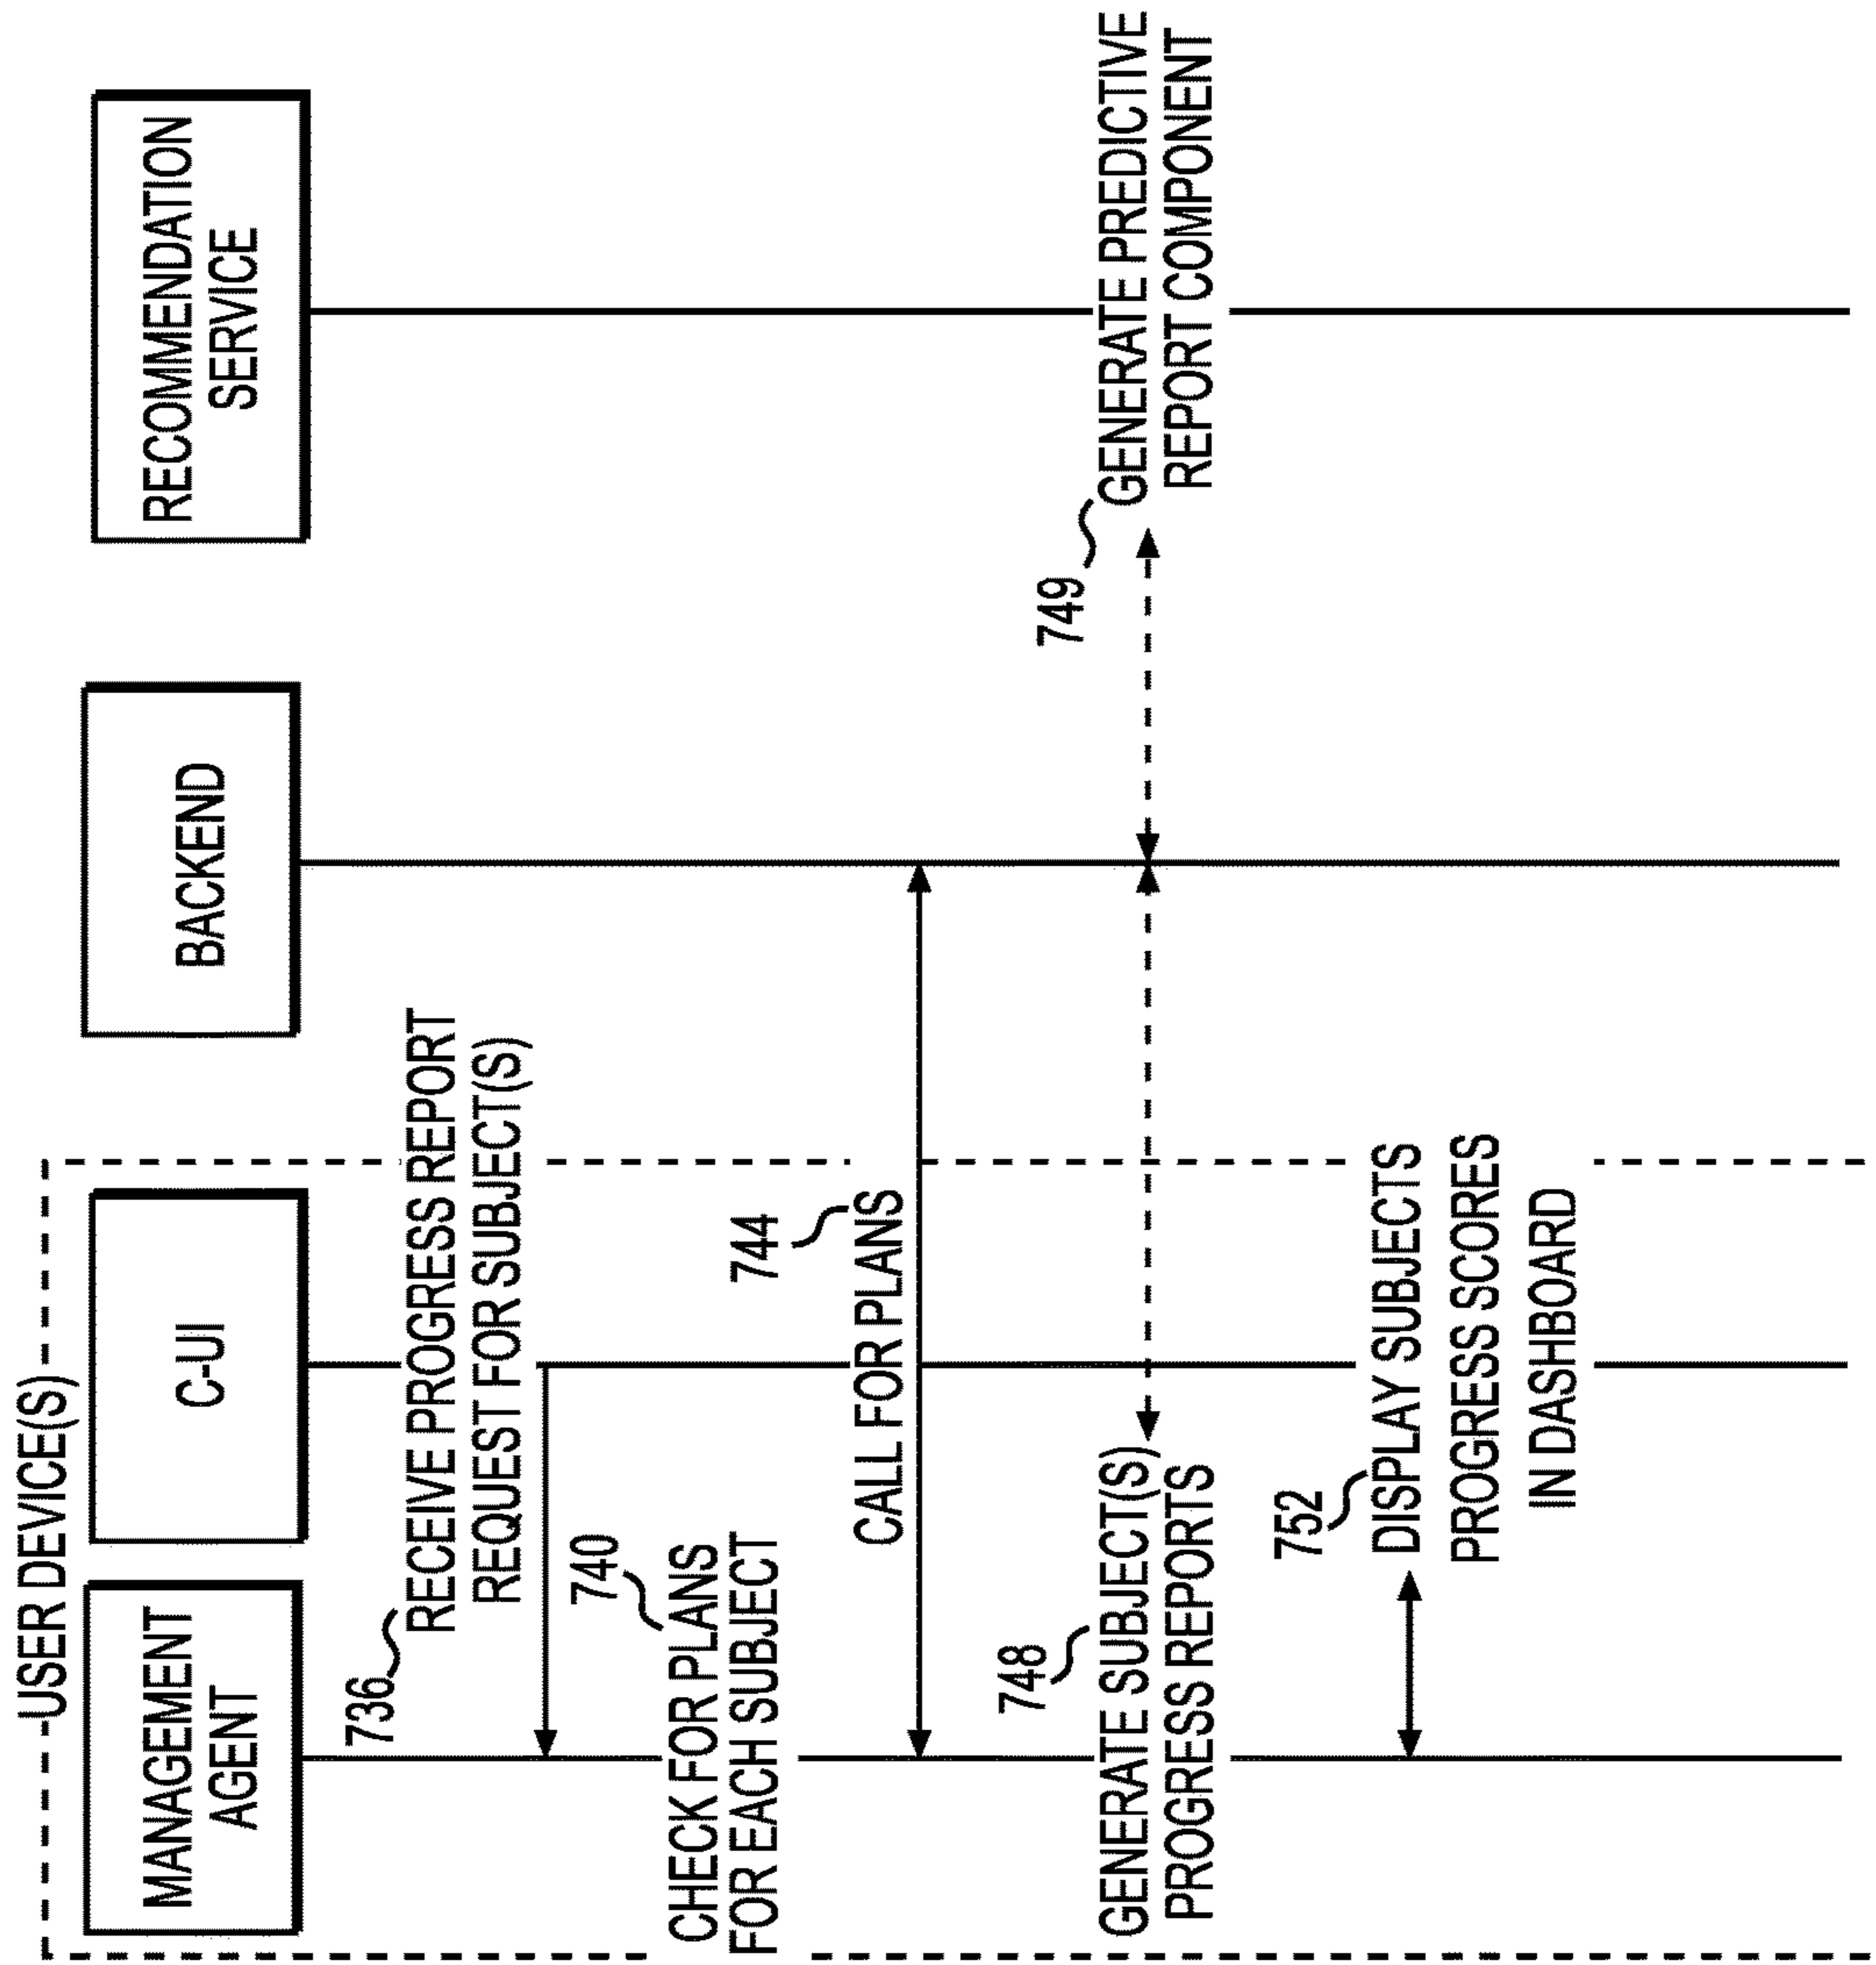 USER DEVICE(S)
MANAGEMENT
AGENT
C-UI
BACKEND
RECOMMENDATION
SERVICE
736
RECEIVE PROGRESS REPORT
REQUEST FOR SUBJECT(S)
740
CHECK FOR PLANS
FOR EACH SUBJECT
744
CALL FOR PLANS
748
GENERATE SUBJECT(S)
PROGRESS REPORTS
749
GENERATE PREDICTIVE
REPORT COMPONENT
752
DISPLAY SUBJECTS
PROGRESS SCORES
IN DASHBOARD